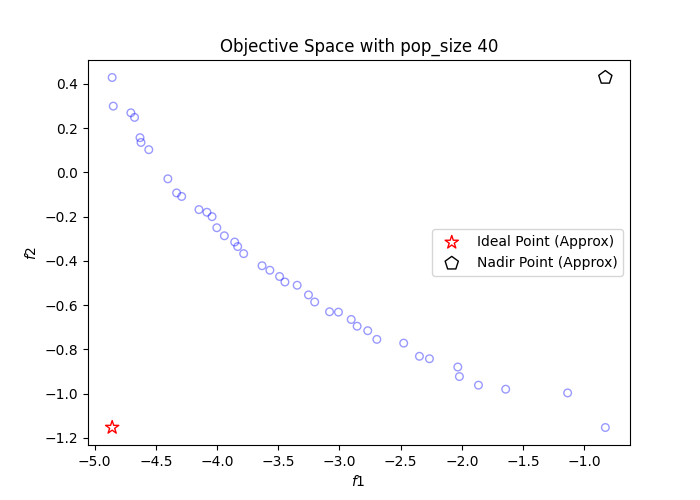 Objective Space with pop_size 40
0.4
0.2
0.0
−0.2
−0.4
−0.6
−0.8
−1.0
−1.2
f2
Ideal Point (Approx)
Nadir Point (Approx)
−5.0 −4.5 −4.0 −3.5 −3.0 −2.5 −2.0 −1.5 −1.0
f1